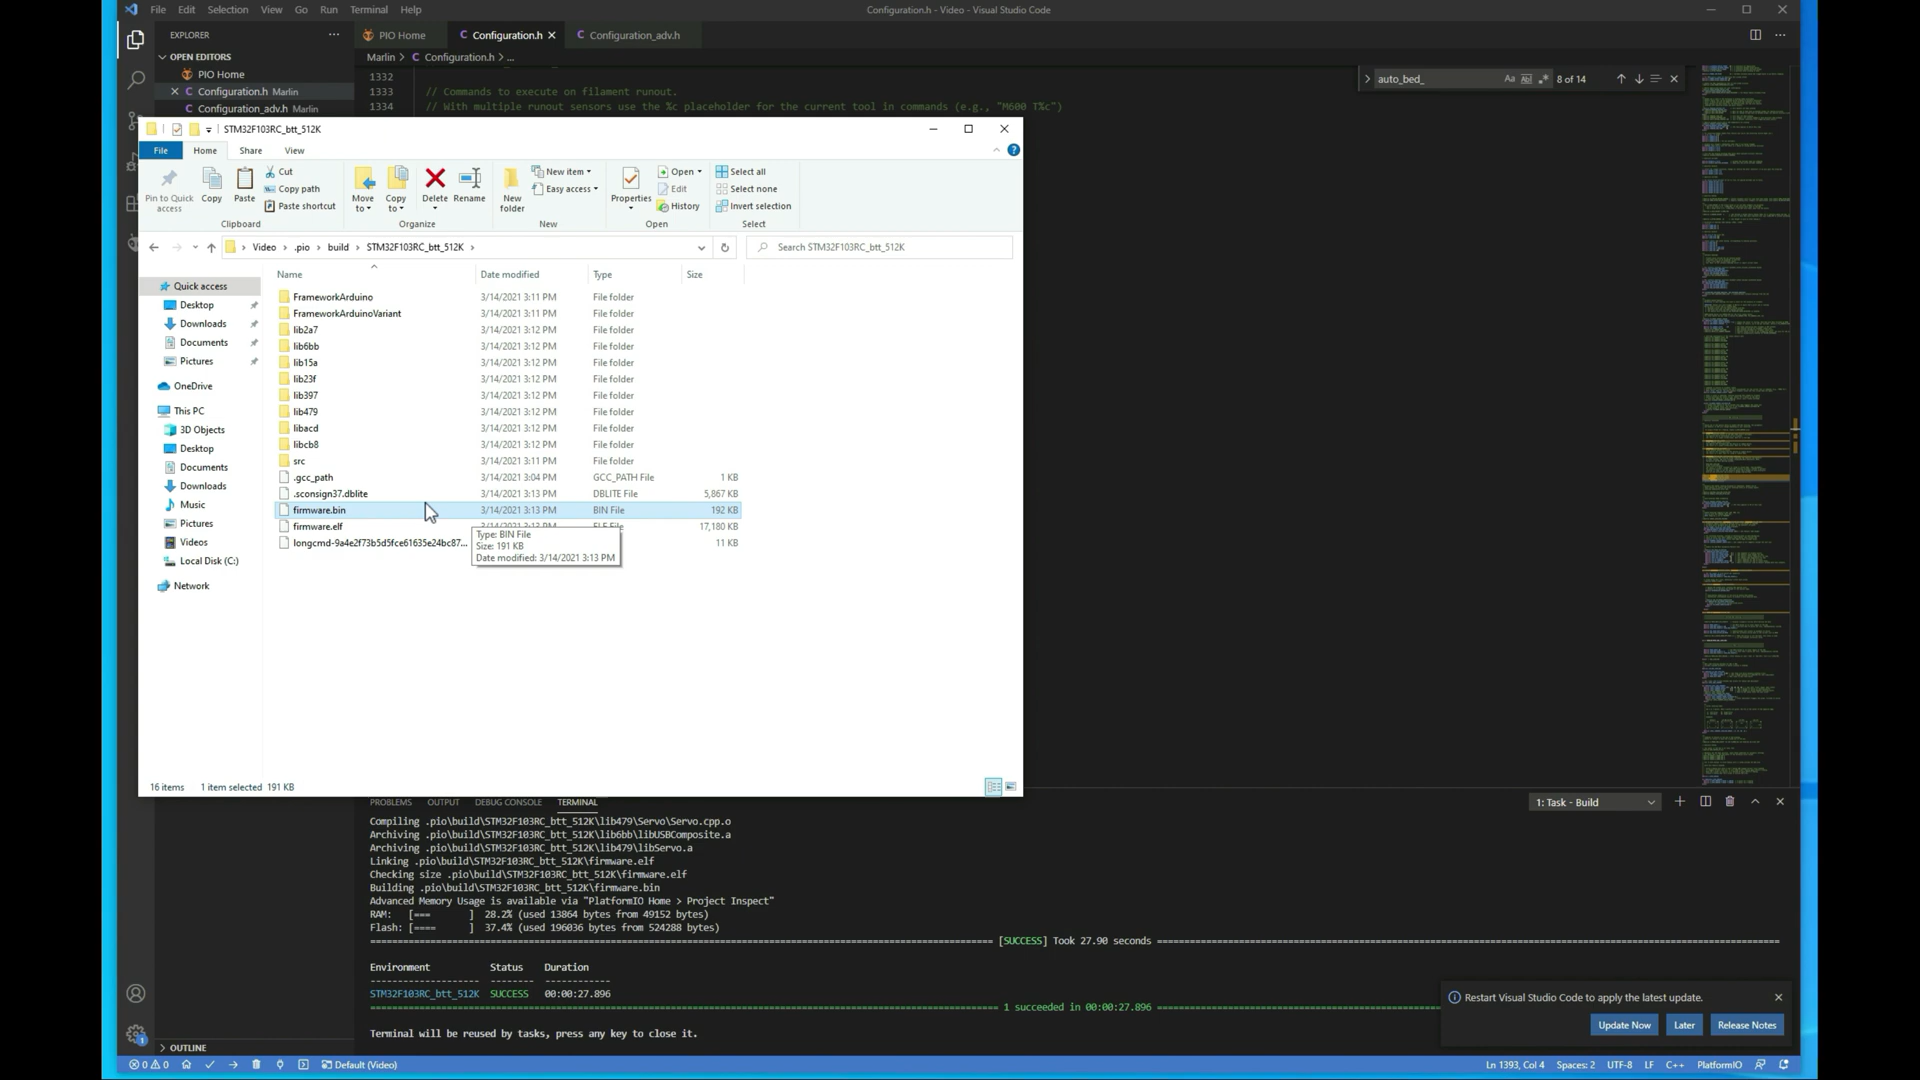 File Edit Selection View Go Run Terminal Help
Configuration.h - Video - Visual Studio Code
EXPLORER
PIO Home
Configuration.h
Configuration_adv.h
OPEN EDITORS
Marlin > Configuration.h > ...
PIO Home
Configuration.h Marlin
Configuration_adv.h Marlin
1332
1333 // Commands to execute on filament runout.
1334 // With multiple runout sensors use the %c placeholder for the current tool in commands (e.g., "M600 T%c")
auto_bed_
Aa
8 of 14
STM32F103RC_btt_512K
File Home Share View
Pin to Quick access
Copy
Paste
Cut
Copy path
Paste shortcut
Clipboard
Move to
Copy to
Delete
Rename
Organize
New folder
New item
Easy access
New
Properties
Open
Edit
History
Open
Select all
Select none
Invert selection
Select
Video > .pio > build > STM32F103RC_btt_512K >
Search STM32F103RC_btt_512K
Quick access
Desktop
Downloads
Documents
Pictures
OneDrive
This PC
3D Objects
Desktop
Documents
Downloads
Music
Pictures
Videos
Local Disk (C:)
Network
Name Date modified Type Size
FrameworkArduino 3/14/2021 3:11 PM File folder
FrameworkArduinoVariant 3/14/2021 3:11 PM File folder
lib2a7 3/14/2021 3:12 PM File folder
lib6bb 3/14/2021 3:12 PM File folder
lib15a 3/14/2021 3:12 PM File folder
lib23f 3/14/2021 3:12 PM File folder
lib397 3/14/2021 3:12 PM File folder
lib479 3/14/2021 3:12 PM File folder
libacd 3/14/2021 3:12 PM File folder
libcb8 3/14/2021 3:12 PM File folder
src 3/14/2021 3:11 PM File folder
.gcc_path 3/14/2021 3:04 PM GCC_PATH File 1 KB
.sconsign37.dblite 3/14/2021 3:13 PM DBLITE File 5,867 KB
firmware.bin 3/14/2021 3:13 PM BIN File 192 KB
firmware.elf 3/14/2021 3:13 PM ELF File 17,180 KB
longcmd-9a4e2f73b5d5fce61635e24bc87... 11 KB
Type: BIN File
Size: 191 KB
Date modified: 3/14/2021 3:13 PM
16 items 1 item selected 191 KB
PROBLEMS OUTPUT DEBUG CONSOLE TERMINAL
1: Task - Build
Compiling .pio\build\STM32F103RC_btt_512K\lib479\Servo\Servo.cpp.o
Archiving .pio\build\STM32F103RC_btt_512K\lib6bb\libUSBComposite.a
Archiving .pio\build\STM32F103RC_btt_512K\lib479\libServo.a
Linking .pio\build\STM32F103RC_btt_512K\firmware.elf
Checking size .pio\build\STM32F103RC_btt_512K\firmware.elf
Building .pio\build\STM32F103RC_btt_512K\firmware.bin
Advanced Memory Usage is available via "PlatformIO Home > Project Inspect"
RAM: [=== ] 28.2% (used 13864 bytes from 49152 bytes)
Flash: [==== ] 37.4% (used 196036 bytes from 524288 bytes)
[SUCCESS] Took 27.90 seconds
Environment Status Duration
STM32F103RC_btt_512K SUCCESS 00:00:27.896
1 succeeded in 00:00:27.896
Terminal will be reused by tasks, press any key to close it.
Restart Visual Studio Code to apply the latest update.
Update Now
Later
Release Notes
1
OUTLINE
0 0
Default (Video)
Ln 1393, Col 4
Spaces: 2
UTF-8
LF
C++
PlatformIO